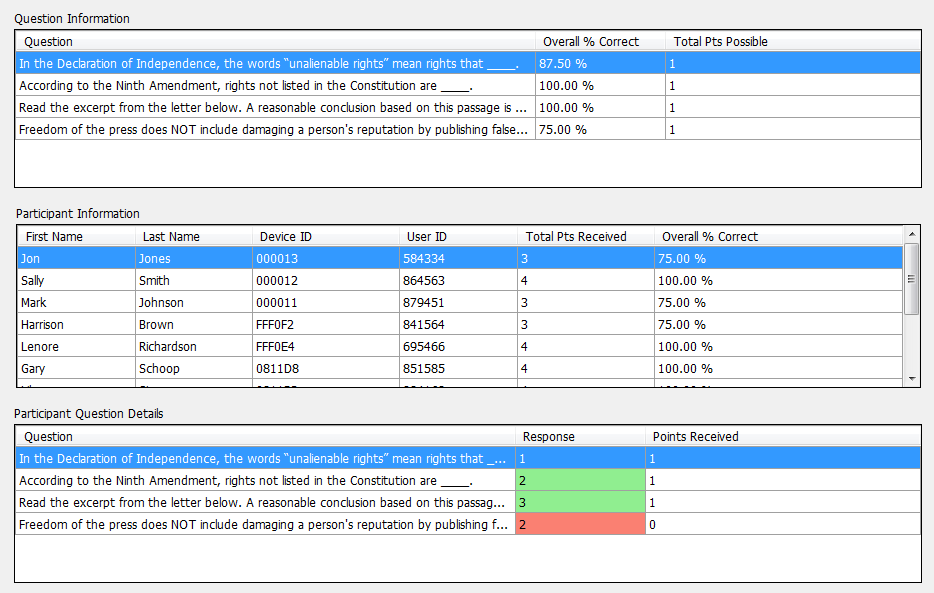 Question Information
Question Overall % Correct Total Pts Possible
In the Declaration of Independence, the words “unalienable rights” mean rights that ____. 87.50 % 1
According to the Ninth Amendment, rights not listed in the Constitution are ____. 100.00 % 1
Read the excerpt from the letter below. A reasonable conclusion based on this passage is ... 100.00 % 1
Freedom of the press does NOT include damaging a person's reputation by publishing false... 75.00 % 1
Participant Information
First Name Last Name Device ID User ID Total Pts Received Overall % Correct
Jon Jones 000013 584334 3 75.00 %
Sally Smith 000012 864563 4 100.00 %
Mark Johnson 000011 879451 3 75.00 %
Harrison Brown FFF0F2 841564 3 75.00 %
Lenore Richardson FFF0E4 695466 4 100.00 %
Gary Schoop 0811D8 851585 4 100.00 %
Participant Question Details
Question Response Points Received
In the Declaration of Independence, the words “unalienable rights” mean rights that _... 1 1
According to the Ninth Amendment, rights not listed in the Constitution are ____. 2 1
Read the excerpt from the letter below. A reasonable conclusion based on this passag... 3 1
Freedom of the press does NOT include damaging a person's reputation by publishing f... 2 0